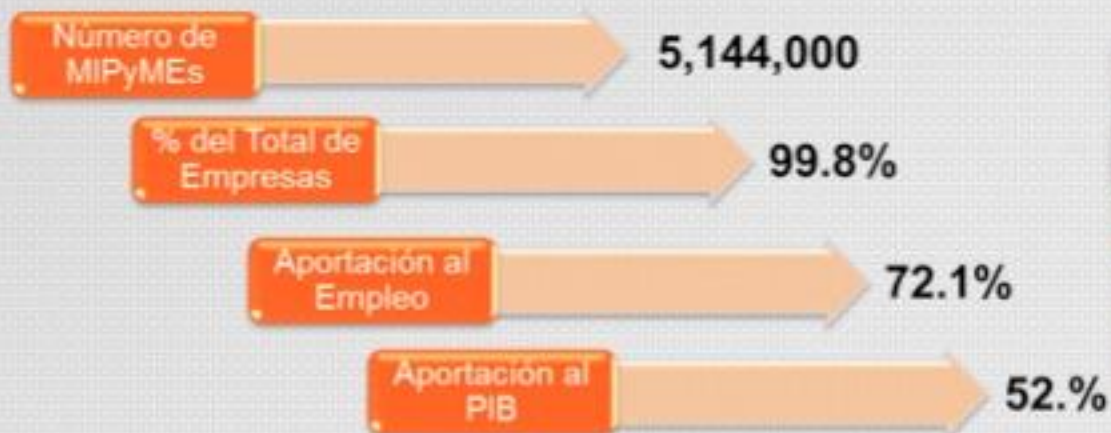 Número de
MIPyMEs
5,144,000
% del Total de
Empresas
99.8%
Aportación al
Empleo
72.1%
Aportación al
PIB
52.%